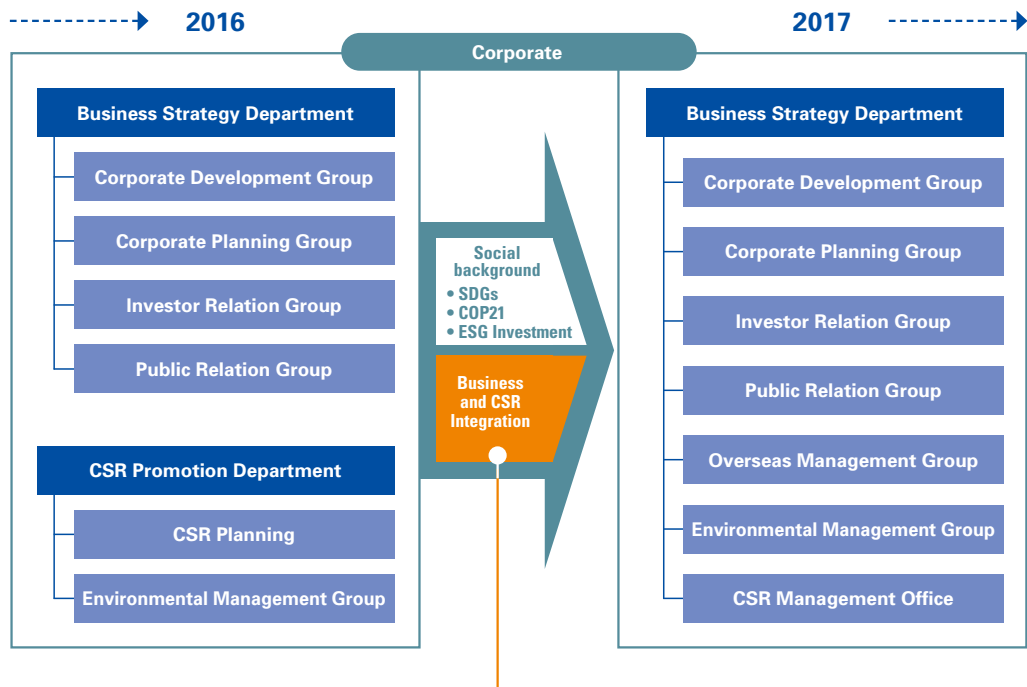 2016
2017
Corporate
Business Strategy Department
Corporate Development Group
Corporate Planning Group
Investor Relation Group
Public Relation Group
CSR Promotion Department
CSR Planning
Environmental Management Group
Social
background
• SDGs
• COP21
• ESG Investment
Business
and CSR
Integration
Business Strategy Department
Corporate Development Group
Corporate Planning Group
Investor Relation Group
Public Relation Group
Overseas Management Group
Environmental Management Group
CSR Management Office